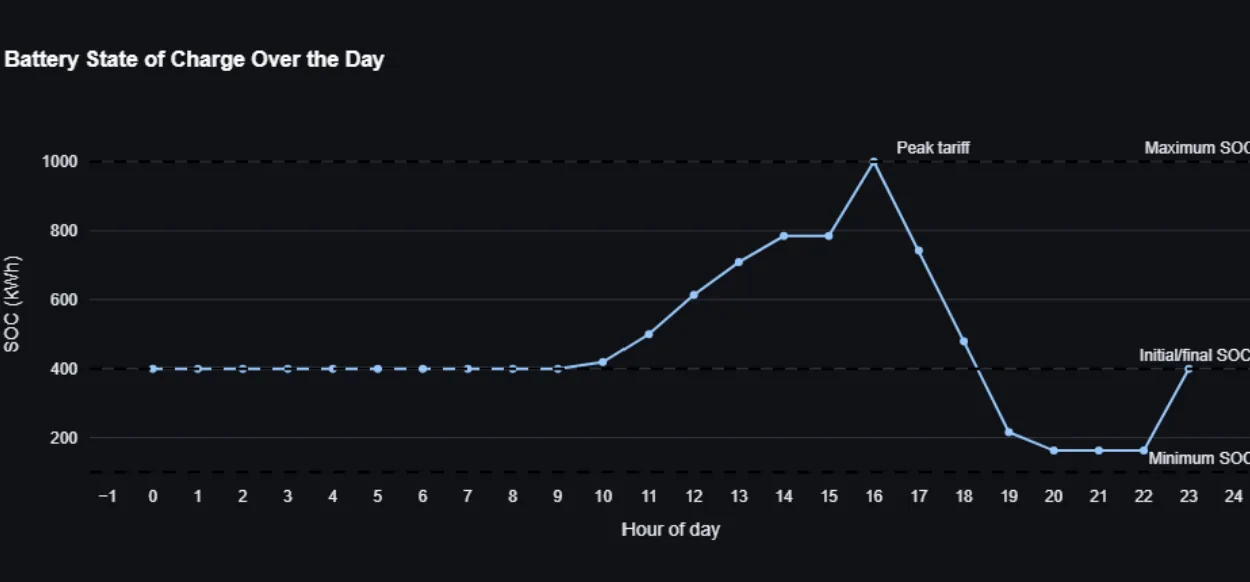 Battery State of Charge Over the Day
Peak tariff
Maximum SOC
1000
800
600
400
200
SOC (kWh)
Initial/final SOC
Minimum SOC
−1 0 1 2 3 4 5 6 7 8 9 10 11 12 13 14 15 16 17 18 19 20 21 22 23 24
Hour of day